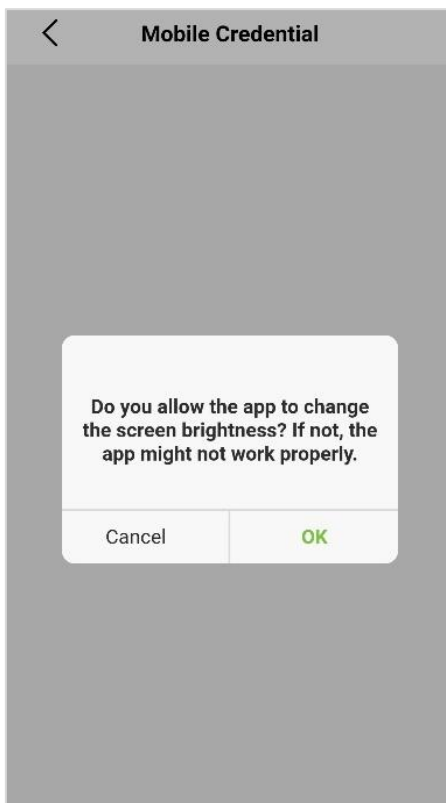 Mobile Credential
Do you allow the app to change
the screen brightness? If not, the
app might not work properly.
Cancel
OK